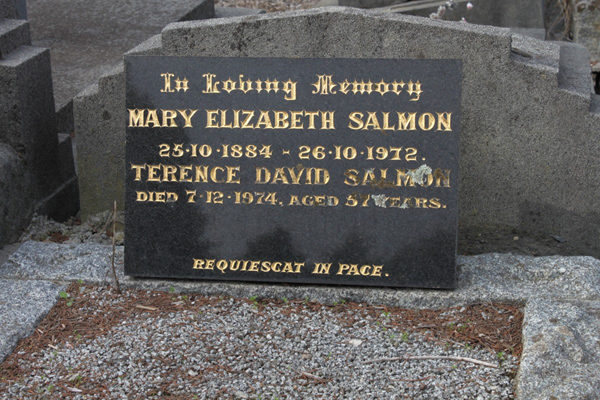 In Loving Memory
MARY ELIZABETH SALMON
25·10·1884 - 26·10·1972.
TERENCE DAVID SALMON
DIED 7·12·1974, AGED 57 YEARS.
REQUIESCAT IN PACE.